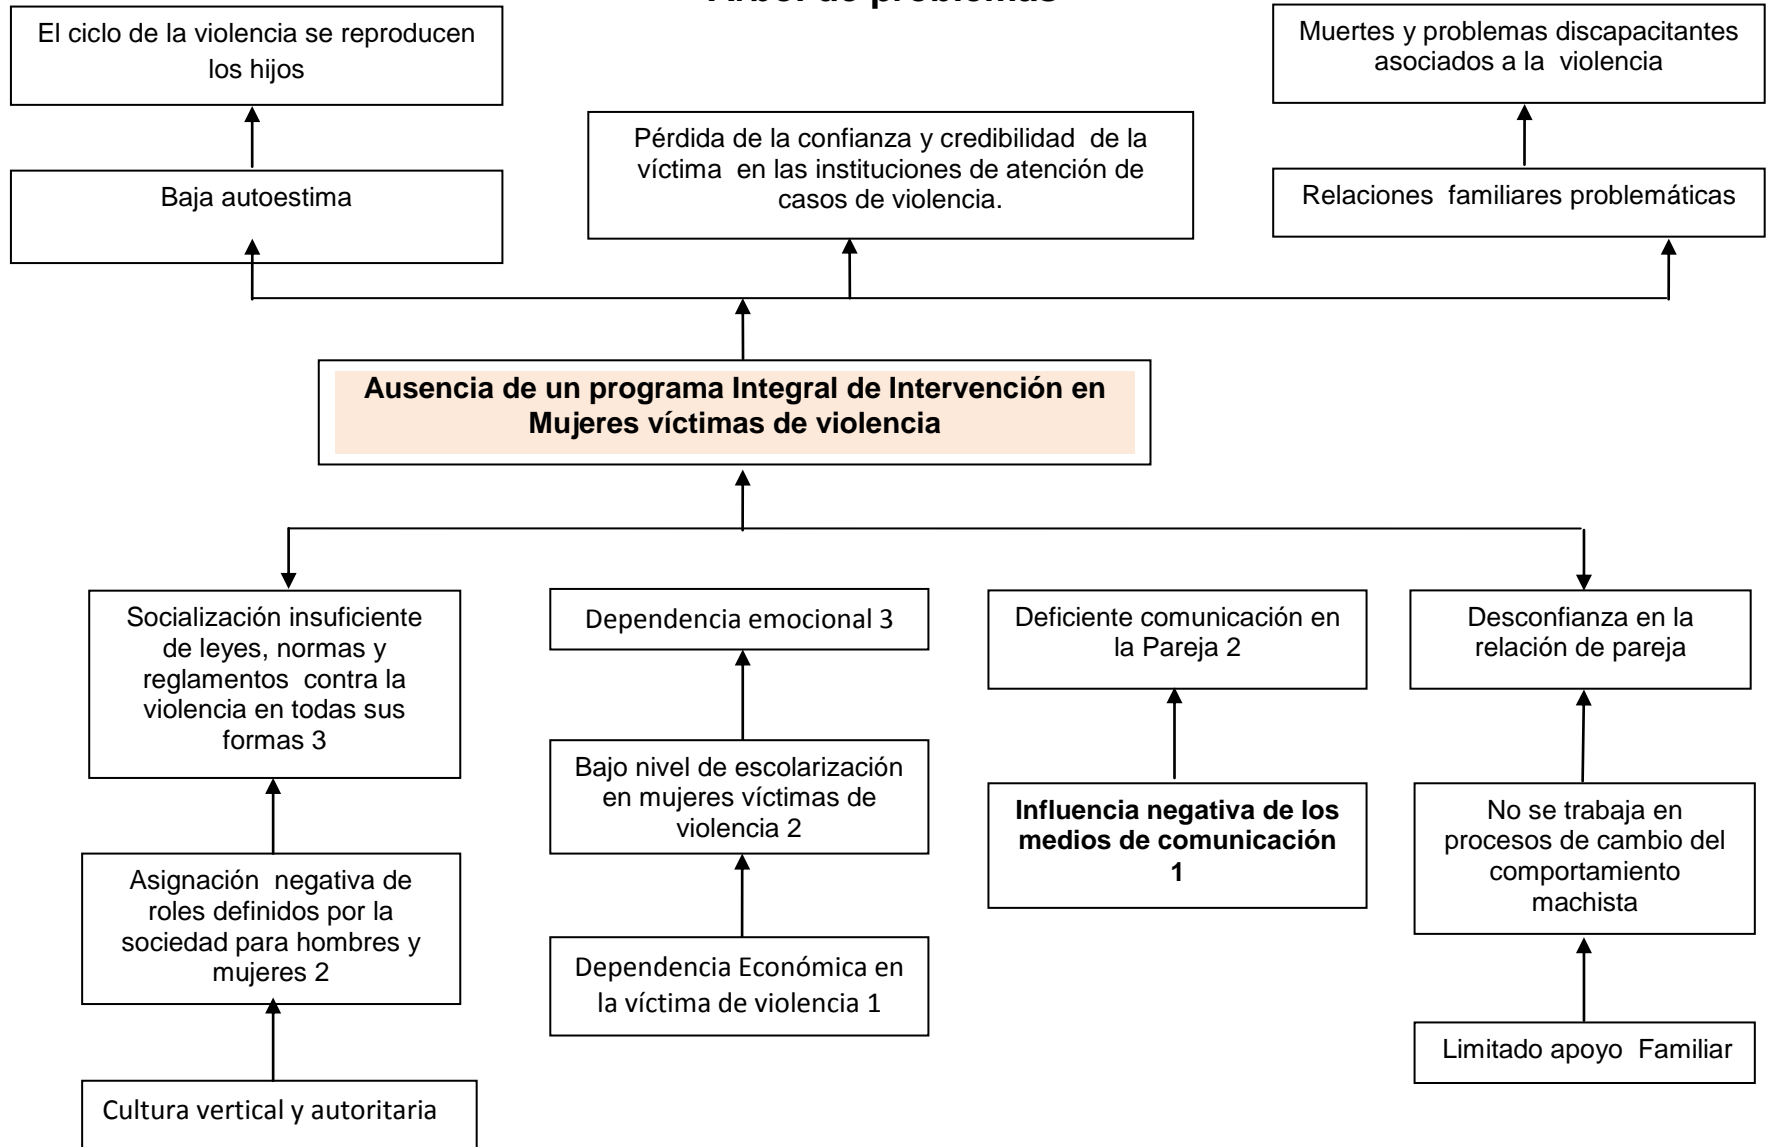 Árbol de problemas
El ciclo de la violencia se reproducen
los hijos
Muertes y problemas discapacitantes
asociados a la violencia
Pérdida de la confianza y credibilidad de la
víctima en las instituciones de atención de
casos de violencia.
Baja autoestima
Relaciones familiares problemáticas
Ausencia de un programa Integral de Intervención en
Mujeres víctimas de violencia
Socialización insuficiente
de leyes, normas y
reglamentos contra la
violencia en todas sus
formas 3
Dependencia emocional 3
Deficiente comunicación en
la Pareja 2
Desconfianza en la
relación de pareja
Bajo nivel de escolarización
en mujeres víctimas de
violencia 2
Influencia negativa de los
medios de comunicación
1
No se trabaja en
procesos de cambio del
comportamiento
machista
Asignación negativa de
roles definidos por la
sociedad para hombres y
mujeres 2
Dependencia Económica en
la víctima de violencia 1
Limitado apoyo Familiar
Cultura vertical y autoritaria